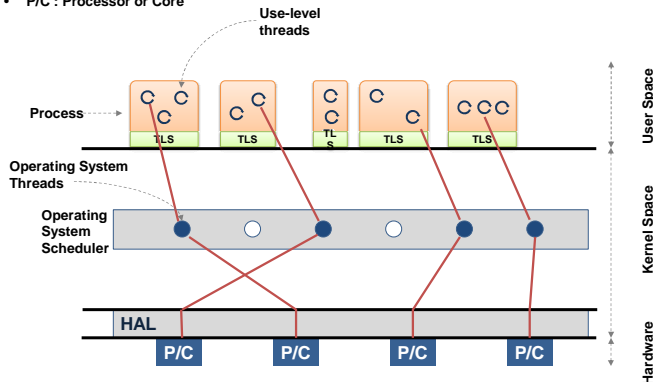 • P/C : Processor or Core
Use-level
threads
Process
TLS
TLS
TL
S
TLS
TLS
User Space
Operating System
Threads
Operating
System
Scheduler
Kernel Space
HAL
P/C
P/C
P/C
P/C
Hardware